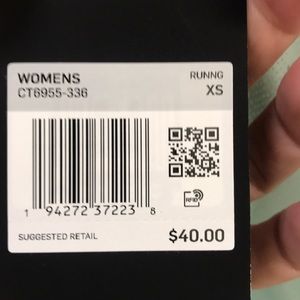 WOMENS RUNNG
CT6955-336 XS
1 94272 37223 8
RFID
SUGGESTED RETAIL $40.00